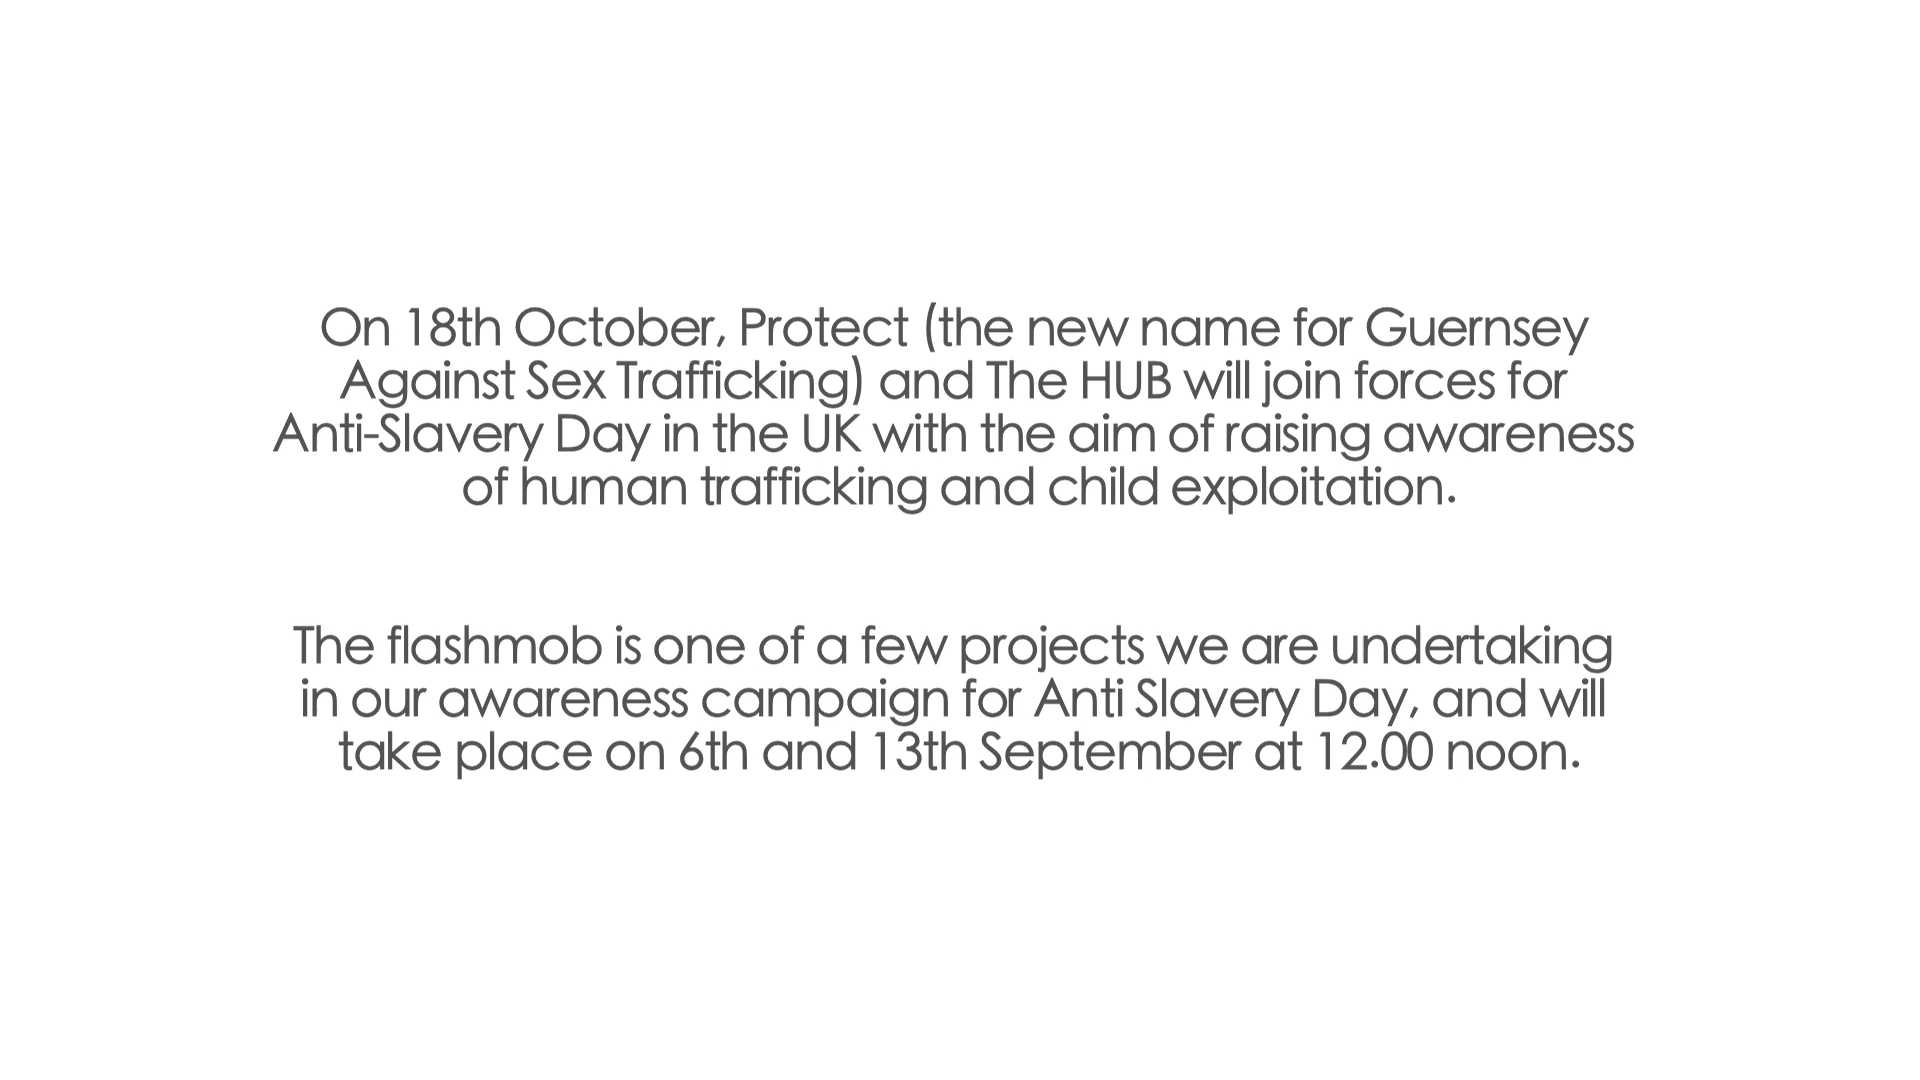 On 18th October, Protect (the new name for Guernsey
Against Sex Trafficking) and The HUB will join forces for
Anti-Slavery Day in the UK with the aim of raising awareness
of human trafficking and child exploitation.
The flashmob is one of a few projects we are undertaking
in our awareness campaign for Anti Slavery Day, and will
take place on 6th and 13th September at 12.00 noon.